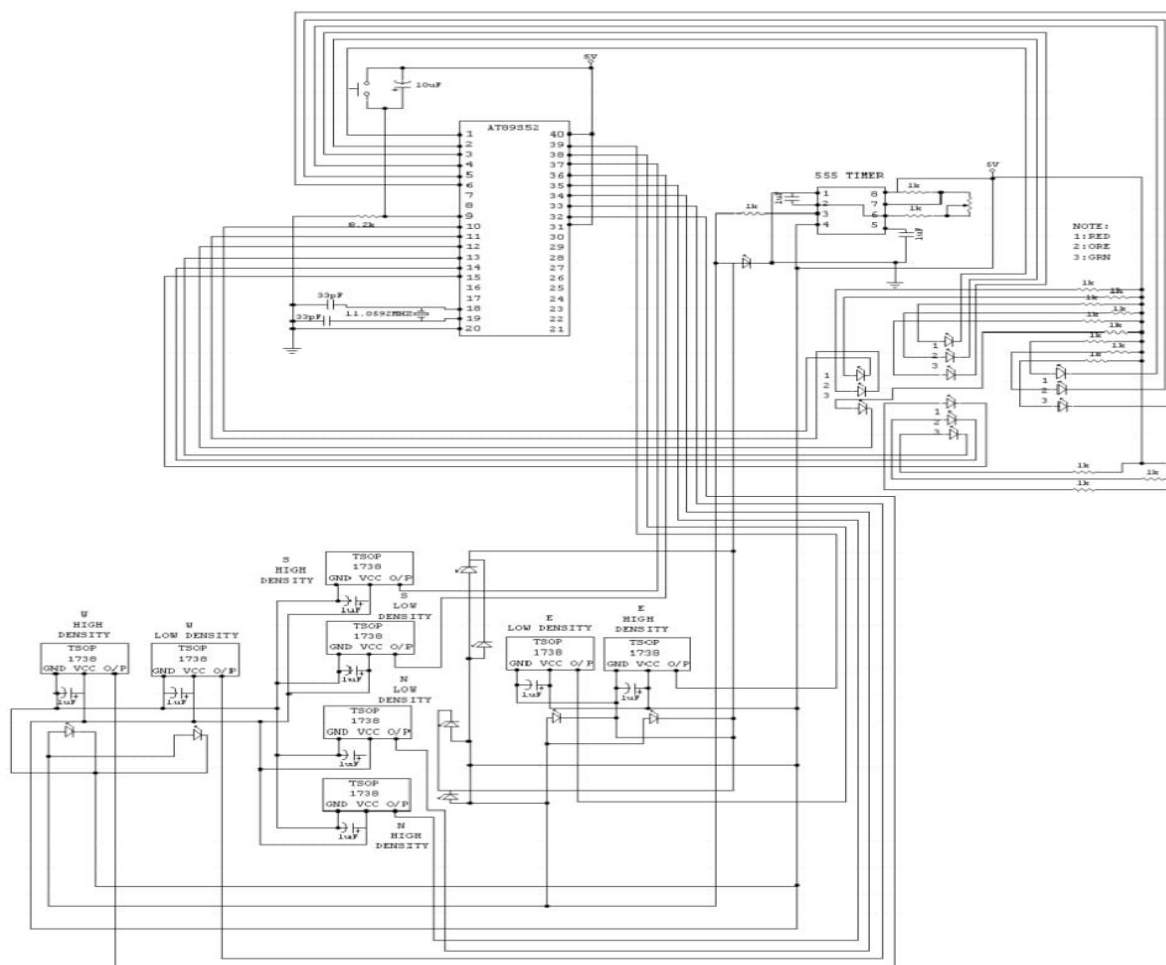 5V
10uF
AT89S52
1 40
2 39
3 38
4 37
5 36
6 35
7 34
8 33
9 32
10 31
11 30
12 29
13 28
14 27
15 26
16 25
17 24
18 23
19 22
20 21
8.2k
33pF
33pF
11.0592MHZ
555 TIMER
1 8
2 7
3 6
4 5
1k
1uF
1k
1k
1uF
5V
NOTE:
1:RED
2:ORE
3:GRN
1k
1k
1k
1k
1k
1k
1k
1k
1k
1
2
3
1
2
3
1
2
3
1
2
3
1k
1k
1k
S
HIGH
DENSITY
TSOP
1738
GND VCC O/P
1uF
S
LOW
DENSITY
TSOP
1738
GND VCC O/P
1uF
W
HIGH
DENSITY
TSOP
1738
GND VCC O/P
1uF
W
LOW DENSITY
TSOP
1738
GND VCC O/P
1uF
N
LOW
DENSITY
TSOP
1738
GND VCC O/P
1uF
TSOP
1738
GND VCC O/P
1uF
N
HIGH
DENSITY
E
LOW DENSITY
TSOP
1738
GND VCC O/P
1uF
E
HIGH
DENSITY
TSOP
1738
GND VCC O/P
1uF